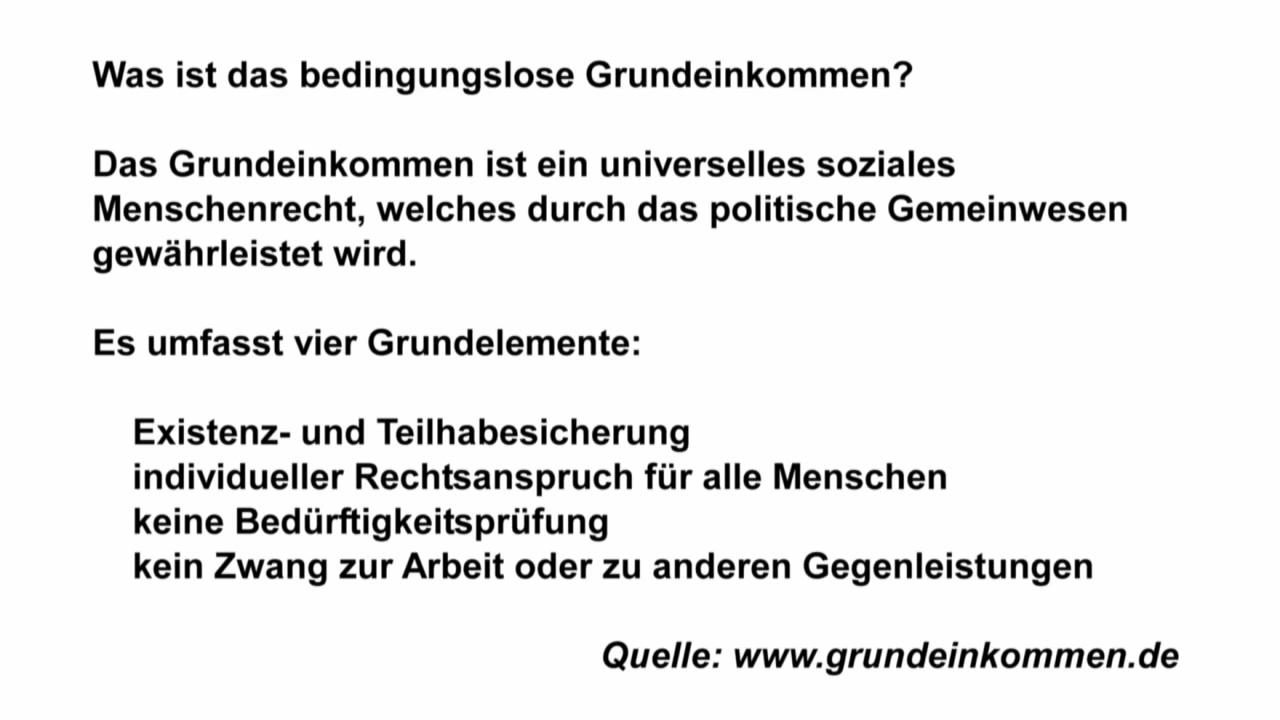 Was ist das bedingungslose Grundeinkommen?
Das Grundeinkommen ist ein universelles soziales
Menschenrecht, welches durch das politische Gemeinwesen
gewährleistet wird.
Es umfasst vier Grundelemente:
Existenz- und Teilhabesicherung
individueller Rechtsanspruch für alle Menschen
keine Bedürftigkeitsprüfung
kein Zwang zur Arbeit oder zu anderen Gegenleistungen
Quelle: www.grundeinkommen.de